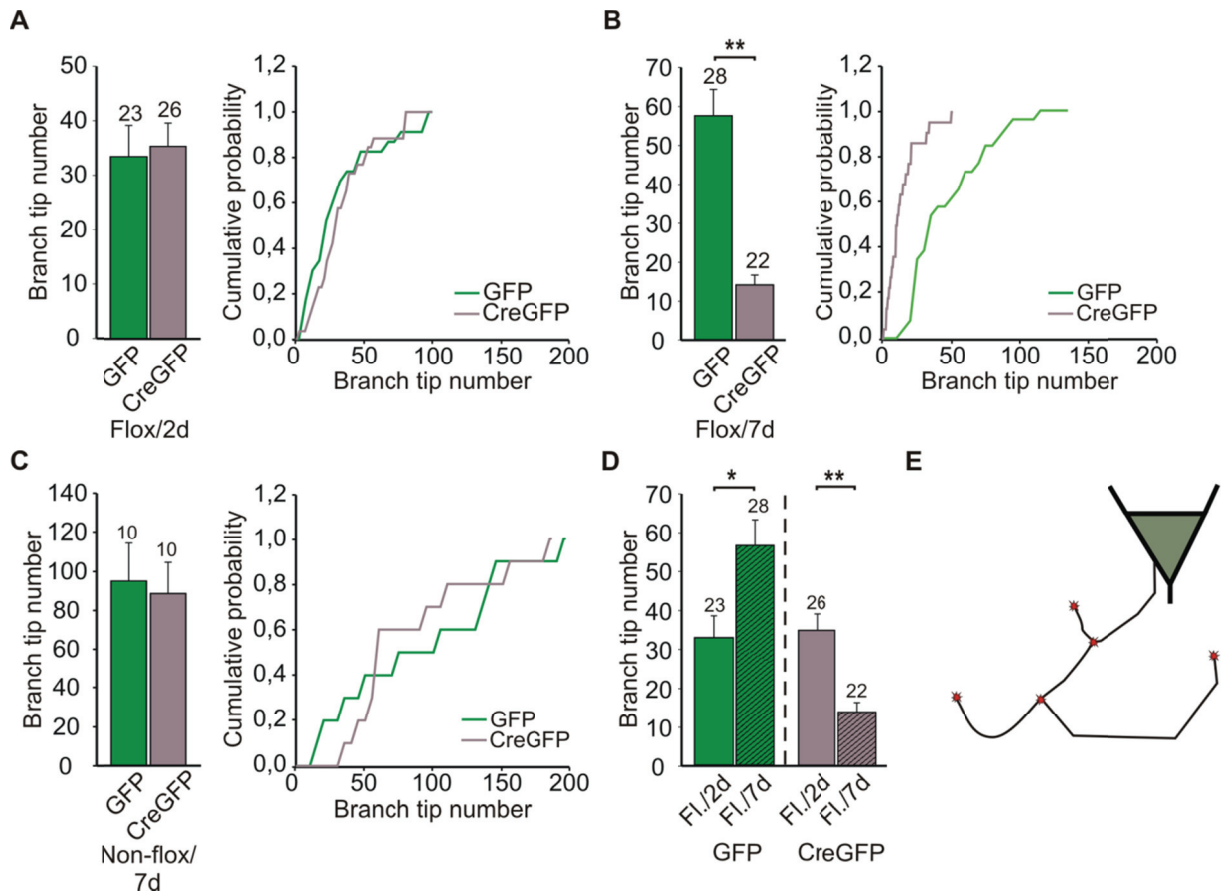 A
Branch tip number
50
40
30
20
10
0
23
26
GFP
CreGFP
Flox/2d
Cumulative probability
1,2
1,0
0,8
0,6
0,4
0,2
0,0
GFP
CreGFP
0
50
100
150
200
Branch tip number
B
Branch tip number
70
60
50
40
30
20
10
0
**
28
22
GFP
CreGFP
Flox/7d
Cumulative probability
1,2
1,0
0,8
0,6
0,4
0,2
0,0
GFP
CreGFP
0
50
100
150
200
Branch tip number
C
Branch tip number
140
120
100
80
60
40
20
0
10
10
GFP
CreGFP
Non-flox/
7d
Cumulative probability
1,2
1,0
0,8
0,6
0,4
0,2
0,0
GFP
CreGFP
0
50
100
150
200
Branch tip number
D
Branch tip number
70
60
50
40
30
20
10
0
*
**
23
28
26
22
Fl./2d
Fl./7d
Fl./2d
Fl./7d
GFP
CreGFP
E